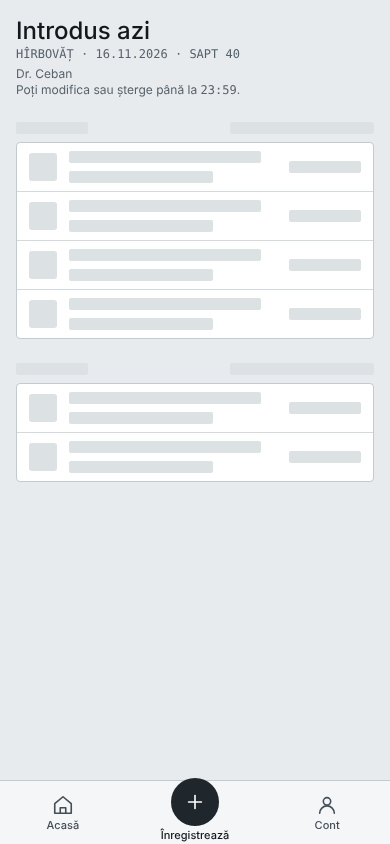 Introdus azi
HÎRBOVĂȚ · 16.11.2026 · SAPT 40
Dr. Ceban
Poți modifica sau șterge până la 23:59.
Acasă
Înregistrează
Cont